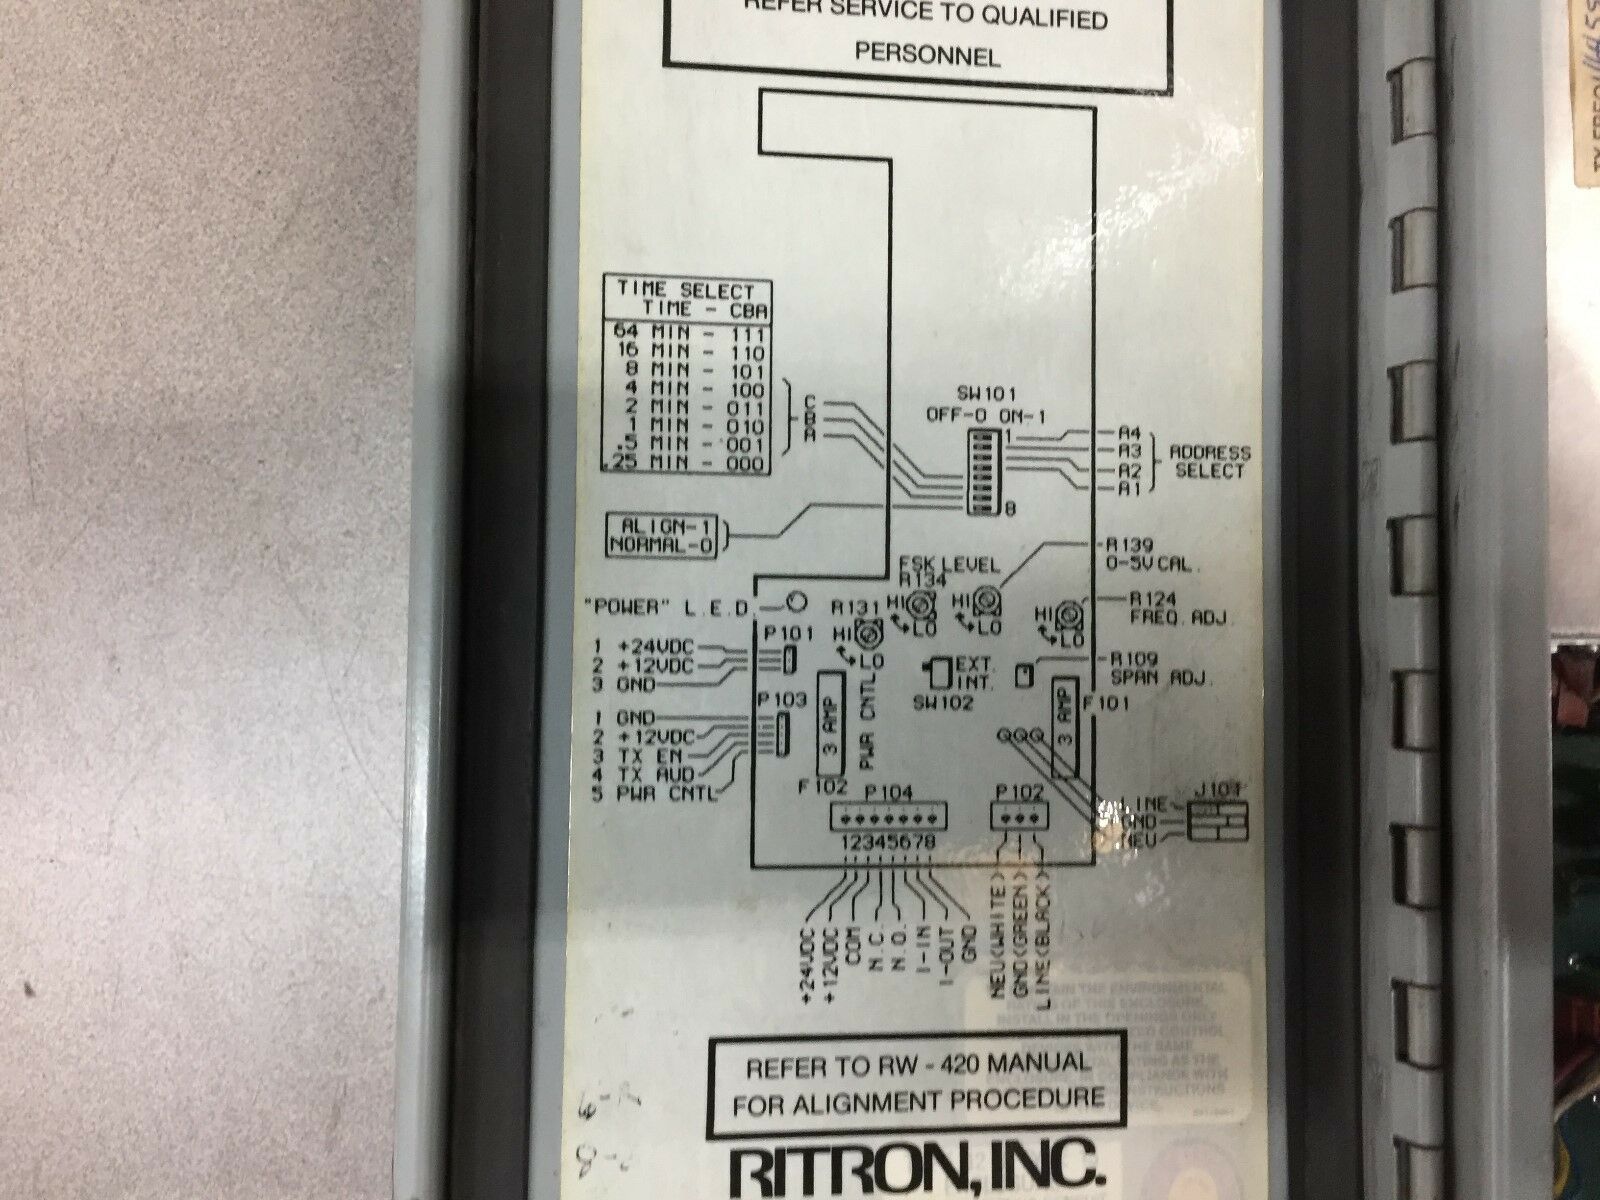 REFER SERVICE TO QUALIFIED
PERSONNEL
TIME SELECT
TIME - CBA
64 MIN - 111
16 MIN - 110
8 MIN - 101
4 MIN - 100
2 MIN - 011
1 MIN - 010
.5 MIN - 001
.25 MIN - 000
C
B
A
SW101
OFF-0 ON-1
1
8
A4
A3
A2
A1
ADDRESS
SELECT
ALIGN-1
NORMAL-0
FSK LEVEL
R134
HI
LO
HI
LO
R139
0-5V CAL.
"POWER" L.E.D.
R131
HI
LO
PWR CNTL
HI
LO
R124
FREQ. ADJ.
P101
1 +24VDC
2 +12VDC
3 GND
EXT.
INT.
SW102
R109
SPAN ADJ.
P103
1 GND
2 +12VDC
3 TX EN
4 TX AUD
5 PWR CNTL
3 AMP
F102
3 AMP
F101
P104
12345678
P102
J101
LINE
GND
NEU
+24VDC
+12VDC
COM
N.C.
N.O.
I-IN
I-OUT
GND
NEU(WHITE)
GND(GREEN)
LINE(BLACK)
REFER TO RW - 420 MANUAL
FOR ALIGNMENT PROCEDURE
RITRON, INC.